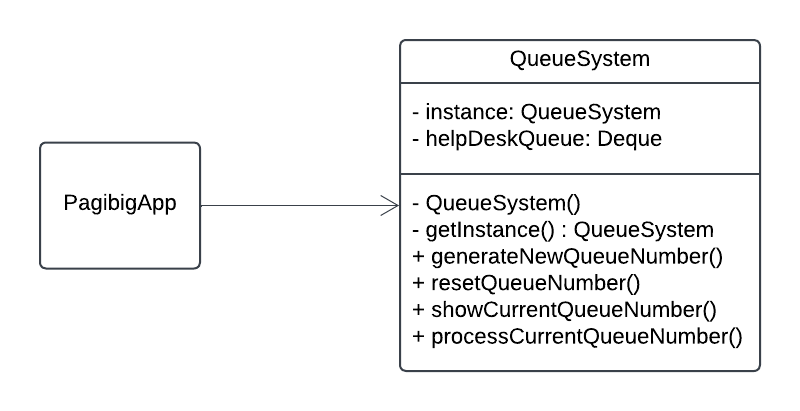 QueueSystem
- instance: QueueSystem
- helpDeskQueue: Deque
PagibigApp
- QueueSystem()
- getInstance() : QueueSystem
+ generateNewQueueNumber()
+ resetQueueNumber()
+ showCurrentQueueNumber()
+ processCurrentQueueNumber()